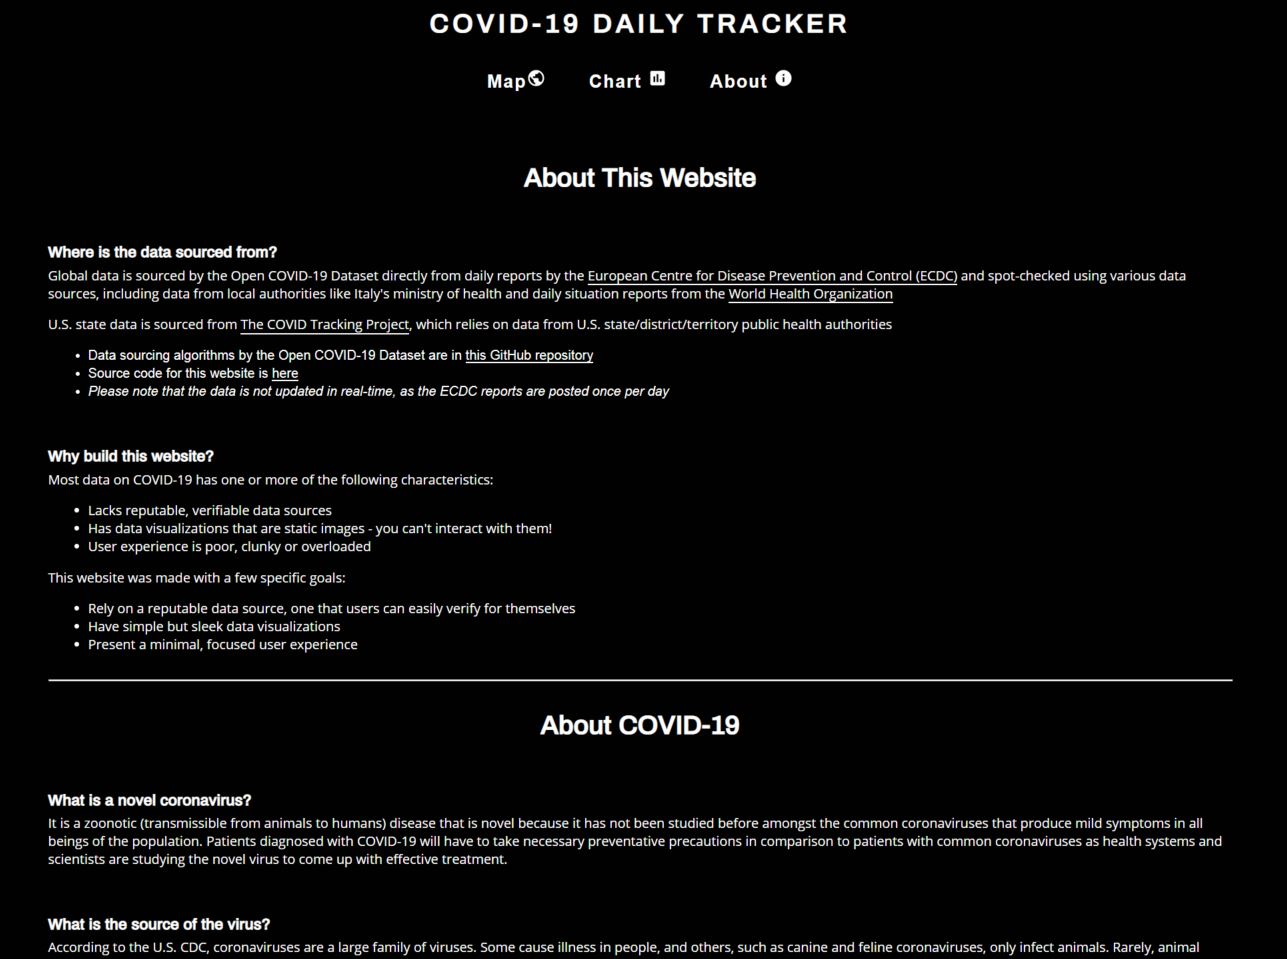 COVID-19 DAILY TRACKER
Map Chart About
About This Website
Where is the data sourced from?
Global data is sourced by the Open COVID-19 Dataset directly from daily reports by the European Centre for Disease Prevention and Control (ECDC) and spot-checked using various data
sources, including data from local authorities like Italy's ministry of health and daily situation reports from the World Health Organization
U.S. state data is sourced from The COVID Tracking Project, which relies on data from U.S. state/district/territory public health authorities
• Data sourcing algorithms by the Open COVID-19 Dataset are in this GitHub repository
• Source code for this website is here
• Please note that the data is not updated in real-time, as the ECDC reports are posted once per day
Why build this website?
Most data on COVID-19 has one or more of the following characteristics:
• Lacks reputable, verifiable data sources
• Has data visualizations that are static images - you can't interact with them!
• User experience is poor, clunky or overloaded
This website was made with a few specific goals:
• Rely on a reputable data source, one that users can easily verify for themselves
• Have simple but sleek data visualizations
• Present a minimal, focused user experience
About COVID-19
What is a novel coronavirus?
It is a zoonotic (transmissible from animals to humans) disease that is novel because it has not been studied before amongst the common coronaviruses that produce mild symptoms in all
beings of the population. Patients diagnosed with COVID-19 will have to take necessary preventative precautions in comparison to patients with common coronaviruses as health systems and
scientists are studying the novel virus to come up with effective treatment.
What is the source of the virus?
According to the U.S. CDC, coronaviruses are a large family of viruses. Some cause illness in people, and others, such as canine and feline coronaviruses, only infect animals. Rarely, animal